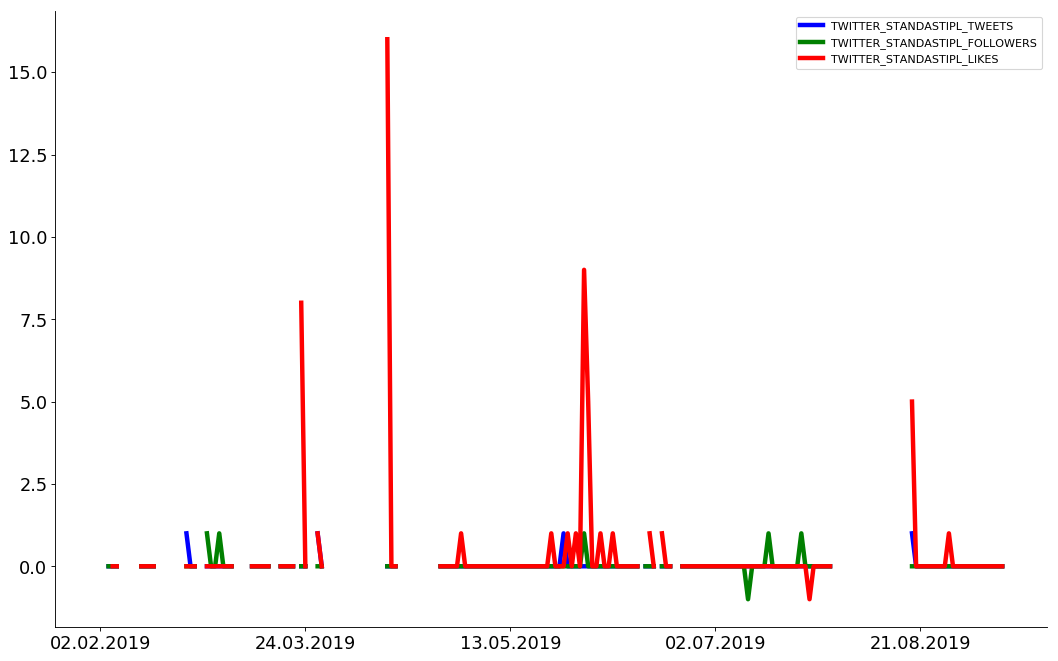 TWITTER_STANDASTIPL_TWEETS
TWITTER_STANDASTIPL_FOLLOWERS
TWITTER_STANDASTIPL_LIKES
15.0
12.5
10.0
7.5
5.0
2.5
0.0
02.02.2019 24.03.2019 13.05.2019 02.07.2019 21.08.2019